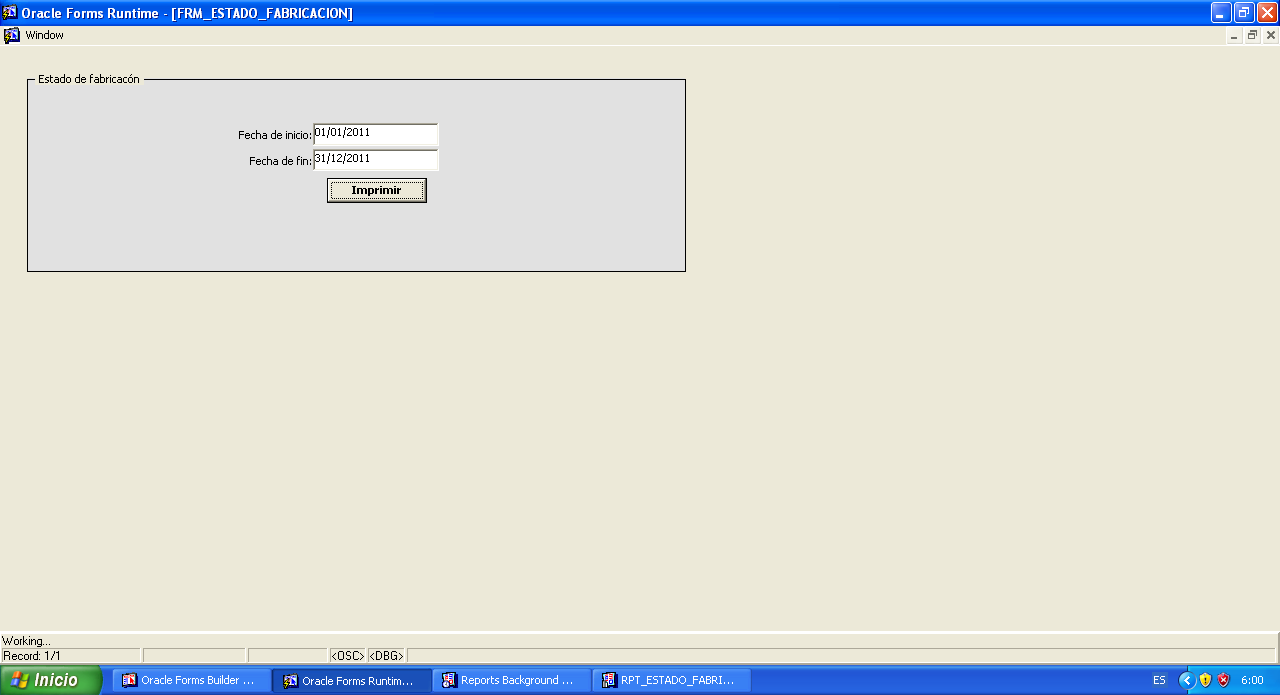 Oracle Forms Runtime - [FRM_ESTADO_FABRICACION]
Window
Estado de fabricacón
Fecha de inicio: 01/01/2011
Fecha de fin: 31/12/2011
Imprimir
Working...
Record: 1/1 <OSC> <DBG>
Inicio Oracle Forms Builder ... Oracle Forms Runtim... Reports Background ... RPT_ESTADO_FABRI... ES 6:00